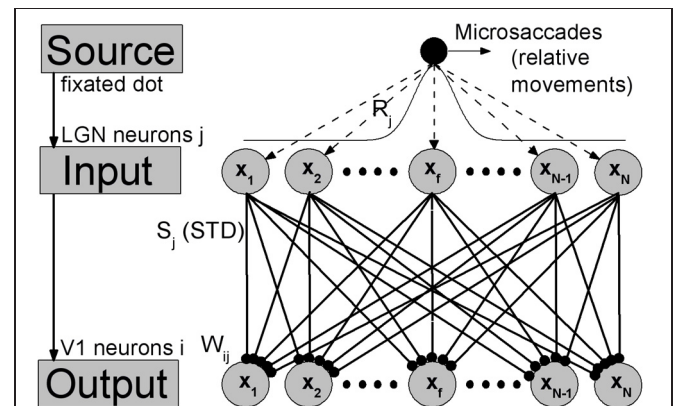 Source
fixated dot
Microsaccades
(relative
movements)
R_j
LGN neurons j
Input
x_1 x_2 x_f x_N-1 x_N
S_j (STD)
W_ij
V1 neurons i
Output
x_1 x_2 x_f x_N-1 x_N